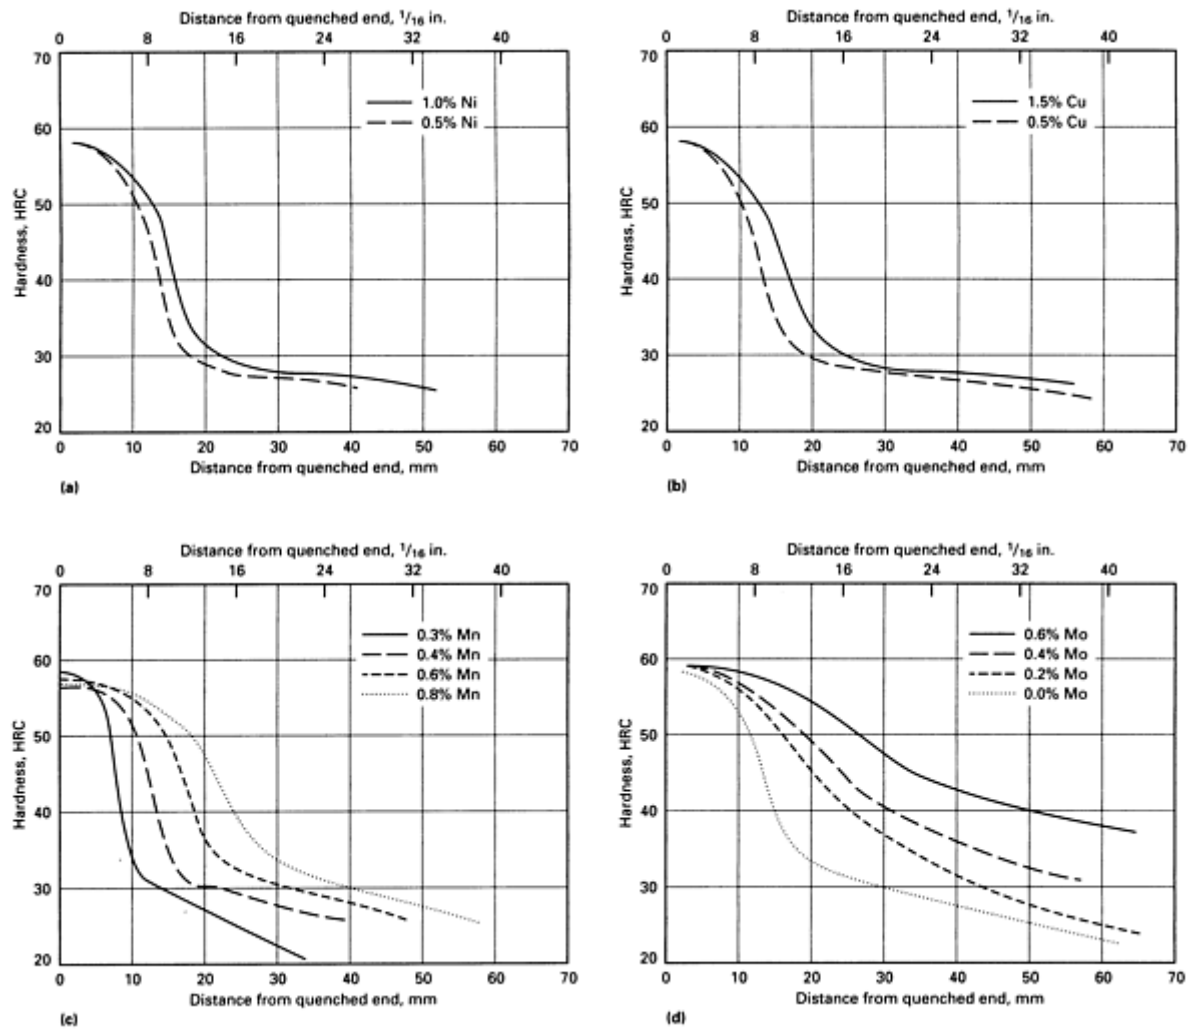 Distance from quenched end, 1/16 in.
0 8 16 24 32 40
70
60
50
40
30
20
Hardness, HRC
1.0% Ni
0.5% Ni
0 10 20 30 40 50 60 70
Distance from quenched end, mm
(a)
Distance from quenched end, 1/16 in.
0 8 16 24 32 40
70
60
50
40
30
20
Hardness, HRC
1.5% Cu
0.5% Cu
0 10 20 30 40 50 60 70
Distance from quenched end, mm
(b)
Distance from quenched end, 1/16 in.
0 8 16 24 32 40
70
60
50
40
30
20
Hardness, HRC
0.3% Mn
0.4% Mn
0.6% Mn
0.8% Mn
0 10 20 30 40 50 60 70
Distance from quenched end, mm
(c)
Distance from quenched end, 1/16 in.
0 8 16 24 32 40
70
60
50
40
30
20
Hardness, HRC
0.6% Mo
0.4% Mo
0.2% Mo
0.0% Mo
0 10 20 30 40 50 60 70
Distance from quenched end, mm
(d)